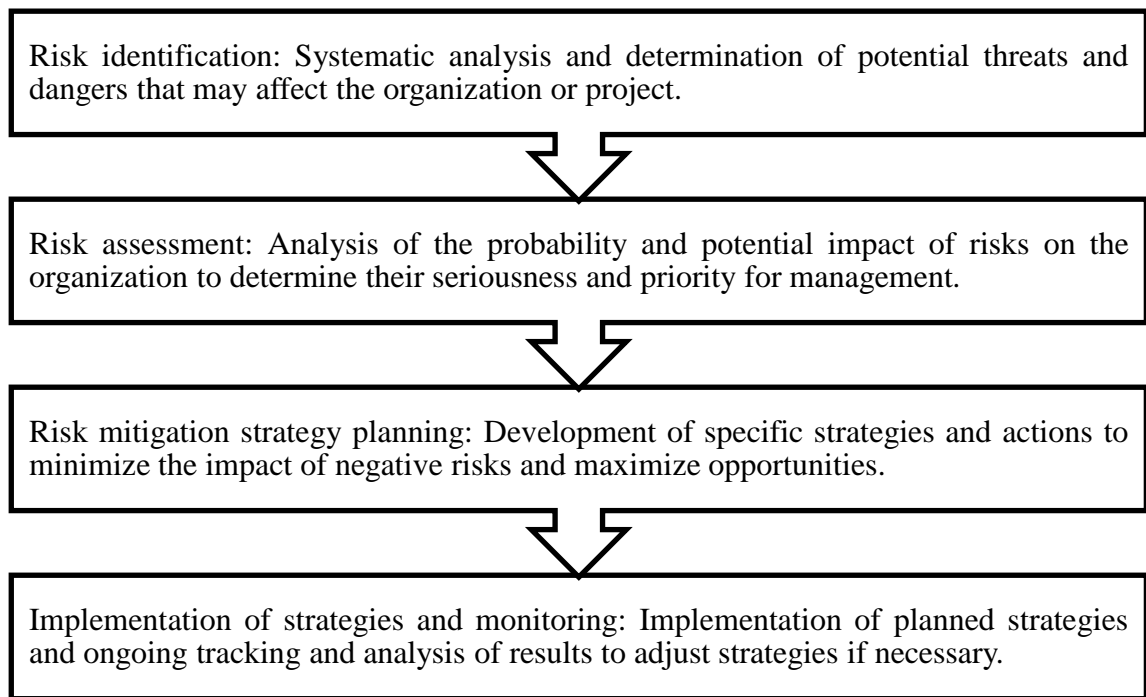 Risk identification: Systematic analysis and determination of potential threats and
dangers that may affect the organization or project.
Risk assessment: Analysis of the probability and potential impact of risks on the
organization to determine their seriousness and priority for management.
Risk mitigation strategy planning: Development of specific strategies and actions to
minimize the impact of negative risks and maximize opportunities.
Implementation of strategies and monitoring: Implementation of planned strategies
and ongoing tracking and analysis of results to adjust strategies if necessary.